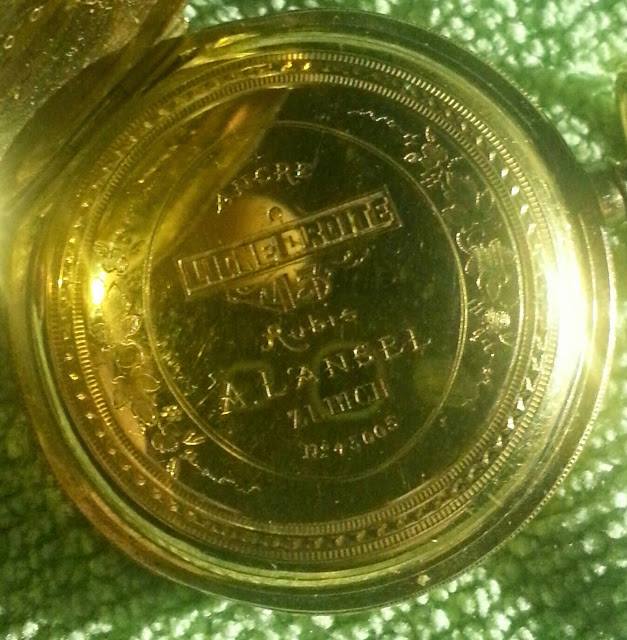 ANCRE
LIGNE DROITE
Rubis
A. LANSEL
ZURICH